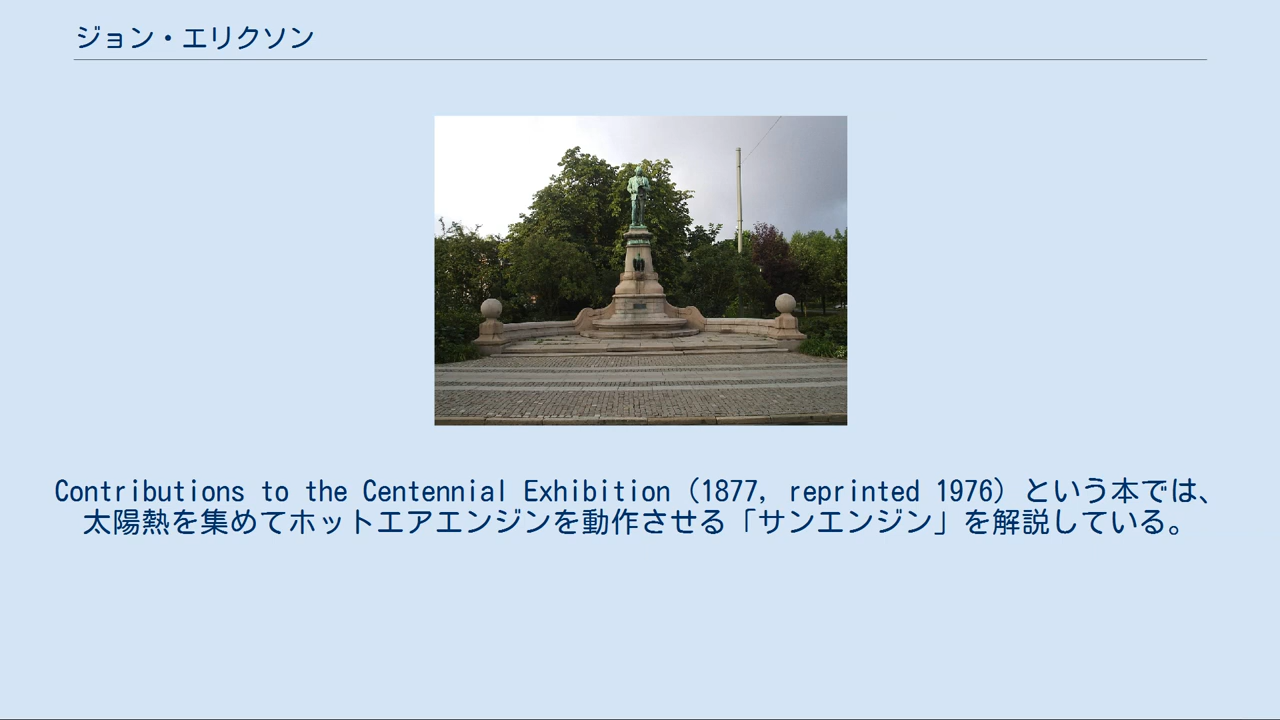 ジョン・エリクソン
Contributions to the Centennial Exhibition (1877, reprinted 1976) という本では、
太陽熱を集めてホットエアエンジンを動作させる「サンエンジン」を解説している。